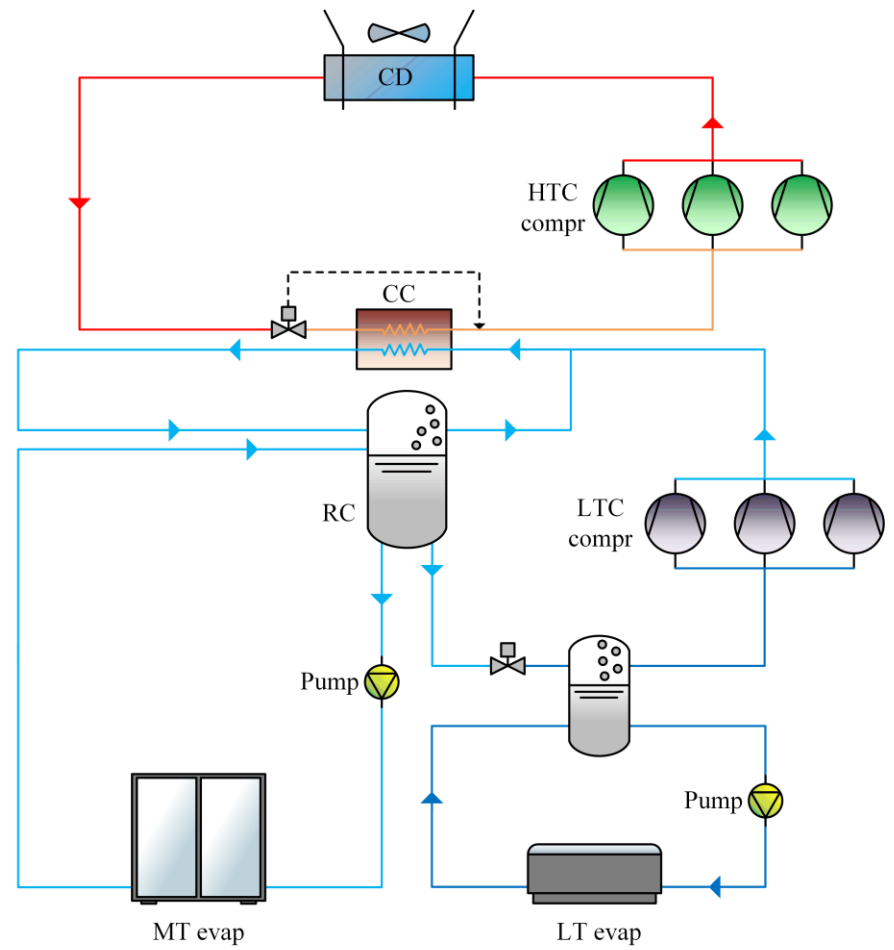 CD
HTC
compr
CC
RC
LTC
compr
Pump
Pump
MT evap
LT evap